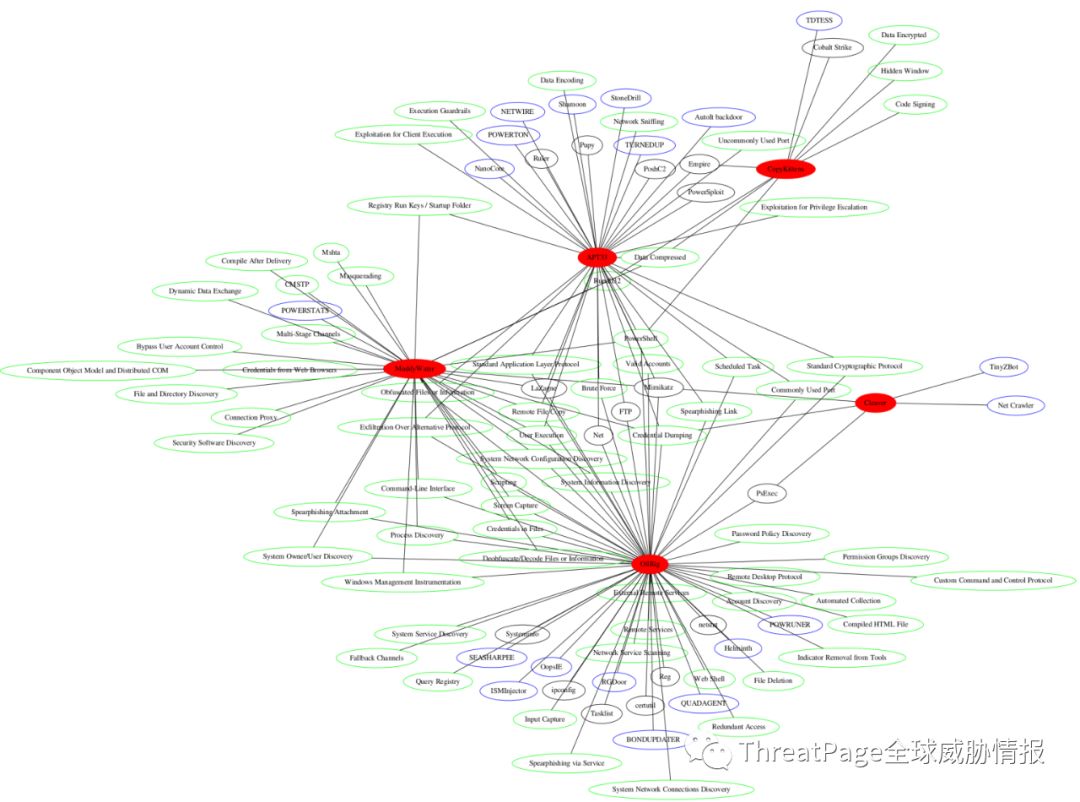 TDTESS
Cobalt Strike
Data Encrypted
Hidden Window
Code Signing
Data Encoding
Execution Guardrails
NETWIRE
Shamoon
StoneDrill
Network Sniffing
AutoIt backdoor
Exploitation for Client Execution
POWERTON
Pupy
TURNEDUP
Uncommonly Used Port
Ruler
NanoCore
PoshC2
Empire
CopyKittens
PowerSploit
Registry Run Keys / Startup Folder
Exploitation for Privilege Escalation
APT33
Data Compressed
Rundll32
Mshta
Compile After Delivery
Masquerading
CMSTP
Dynamic Data Exchange
POWERSTATS
Multi-Stage Channels
Bypass User Account Control
PowerShell
Component Object Model and Distributed COM
Credentials from Web Browsers
MuddyWater
Standard Application Layer Protocol
Valid Accounts
Scheduled Task
Standard Cryptographic Protocol
TinyZBot
File and Directory Discovery
Obfuscated Files or Information
LaZagne
Brute Force
Mimikatz
Commonly Used Port
Cleaver
Net Crawler
Connection Proxy
Remote File Copy
FTP
Spearphishing Link
Security Software Discovery
Exfiltration Over Alternative Protocol
User Execution
Net
Credential Dumping
System Network Configuration Discovery
Command-Line Interface
Scripting
System Information Discovery
PsExec
Spearphishing Attachment
Screen Capture
Process Discovery
Credentials in Files
Password Policy Discovery
System Owner/User Discovery
Deobfuscate/Decode Files or Information
OilRig
Permission Groups Discovery
Windows Management Instrumentation
Remote Desktop Protocol
Custom Command and Control Protocol
External Remote Services
Account Discovery
Automated Collection
System Service Discovery
Systeminfo
Remote Services
netstat
POWRUNER
Compiled HTML File
Fallback Channels
SEASHARPEE
OopsIE
Network Service Scanning
Helminth
Indicator Removal from Tools
Query Registry
ISMInjector
ipconfig
RGDoor
Reg
Web Shell
File Deletion
Input Capture
Tasklist
certutil
QUADAGENT
Redundant Access
BONDUPDATER
Spearphishing via Service
System Network Connections Discovery
ThreatPage全球威胁情报